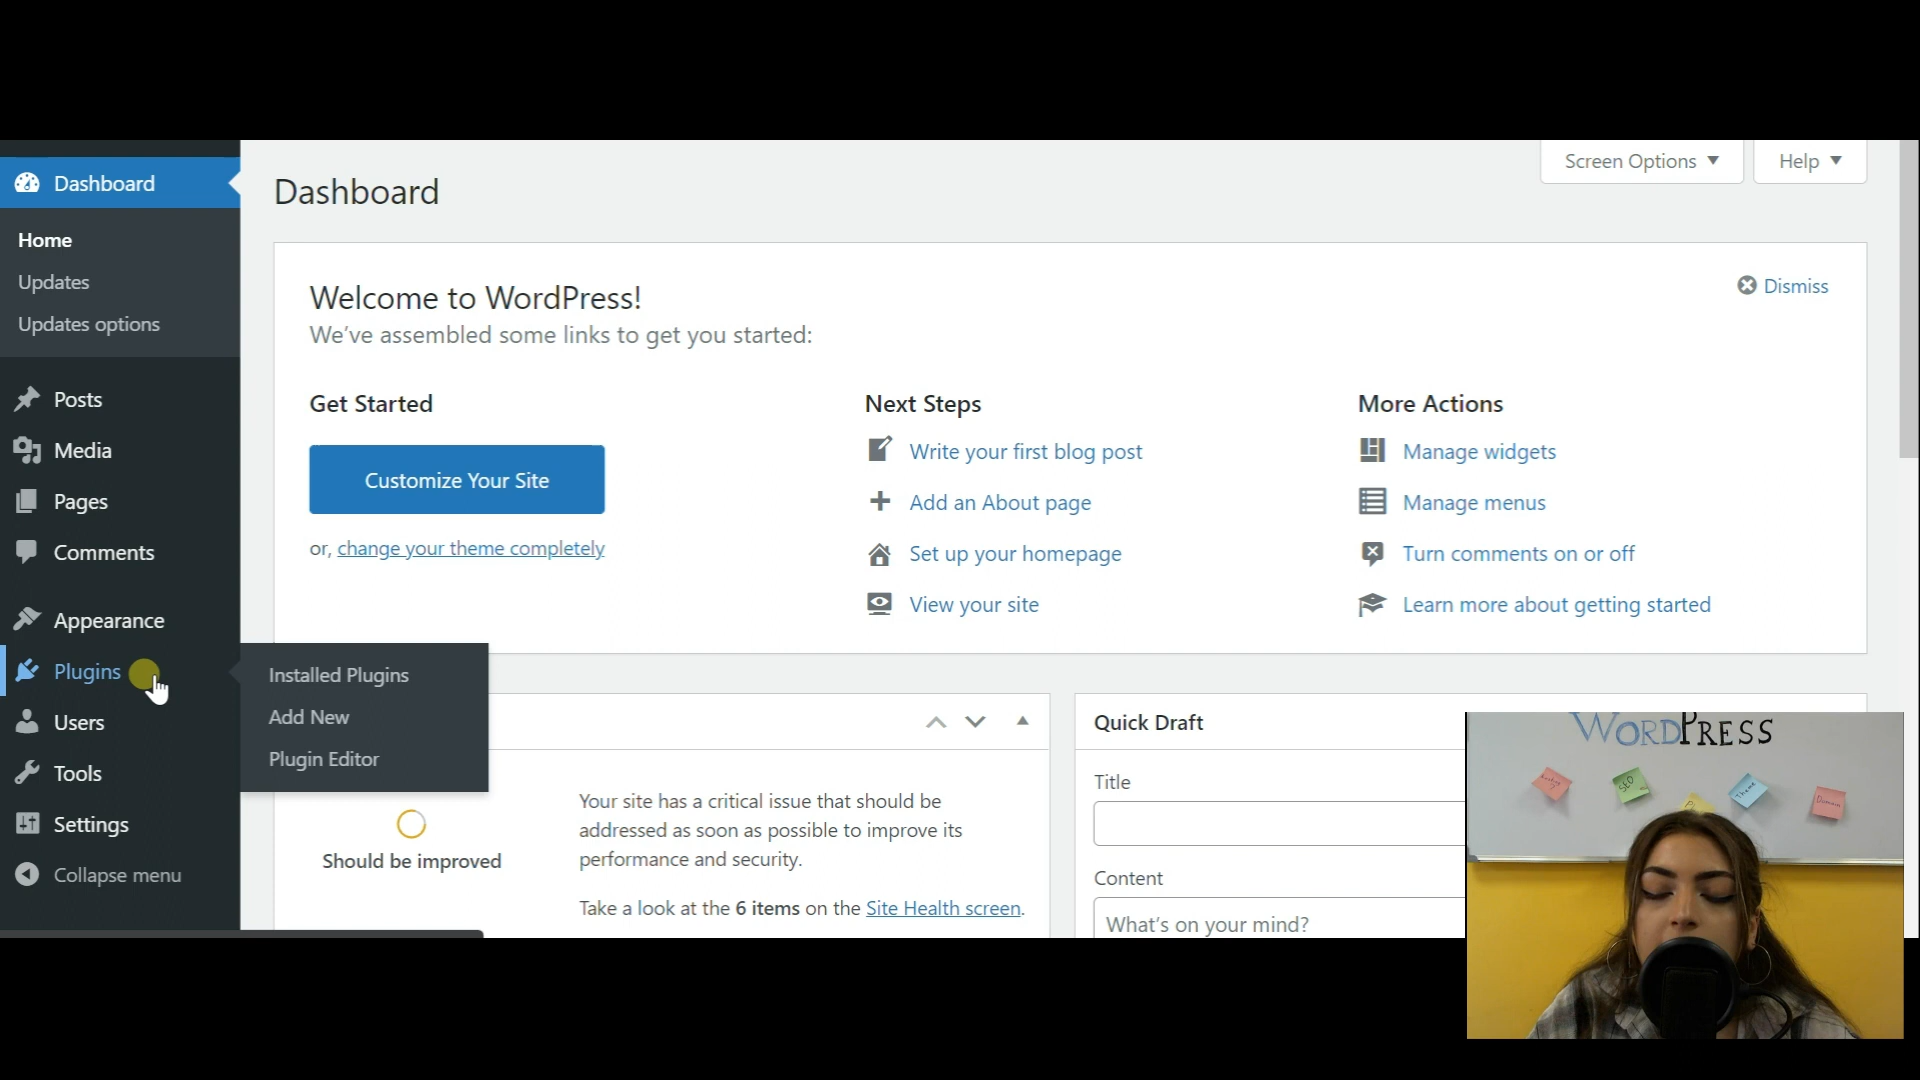 Dashboard
Home
Updates
Updates options
Posts
Media
Pages
Comments
Appearance
Plugins
Users
Tools
Settings
Collapse menu
Installed Plugins
Add New
Plugin Editor
Screen Options
Help
Dashboard
Welcome to WordPress!
We've assembled some links to get you started:
Dismiss
Get Started
Customize Your Site
or, change your theme completely
Next Steps
Write your first blog post
Add an About page
Set up your homepage
View your site
More Actions
Manage widgets
Manage menus
Turn comments on or off
Learn more about getting started
Should be improved
Your site has a critical issue that should be
addressed as soon as possible to improve its
performance and security.
Take a look at the 6 items on the Site Health screen.
Quick Draft
Title
Content
What's on your mind?
WORDPRESS
SEO
Theme
Domain